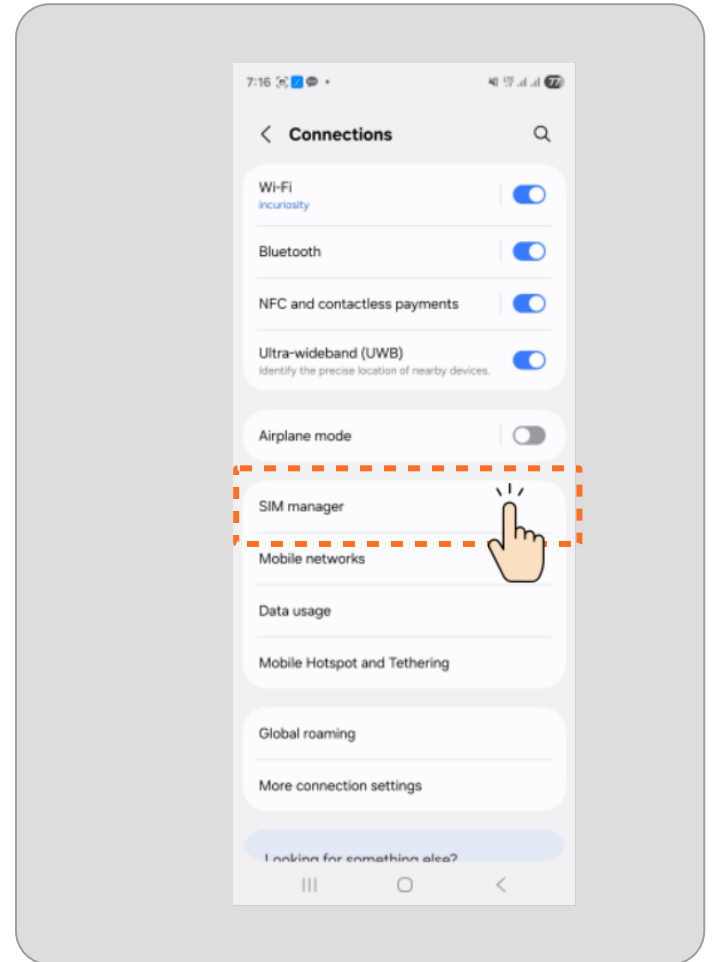 7:16
77
Connections
Wi-Fi
incuriosity
Bluetooth
NFC and contactless payments
Ultra-wideband (UWB)
Identify the precise location of nearby devices.
Airplane mode
SIM manager
Mobile networks
Data usage
Mobile Hotspot and Tethering
Global roaming
More connection settings
Looking for something else?